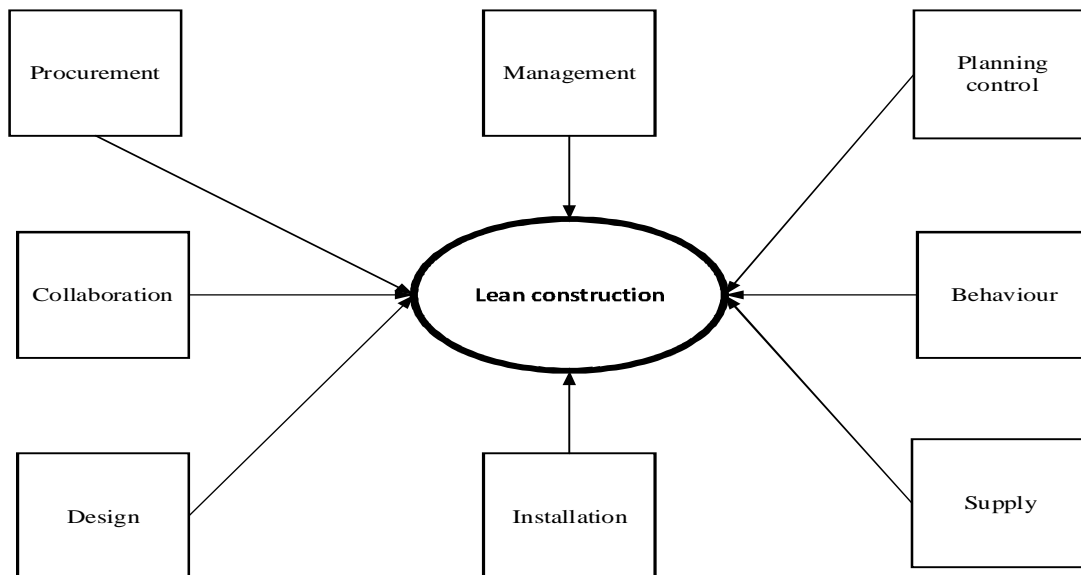 Procurement
Management
Planning
control
Collaboration
Lean construction
Behaviour
Design
Installation
Supply